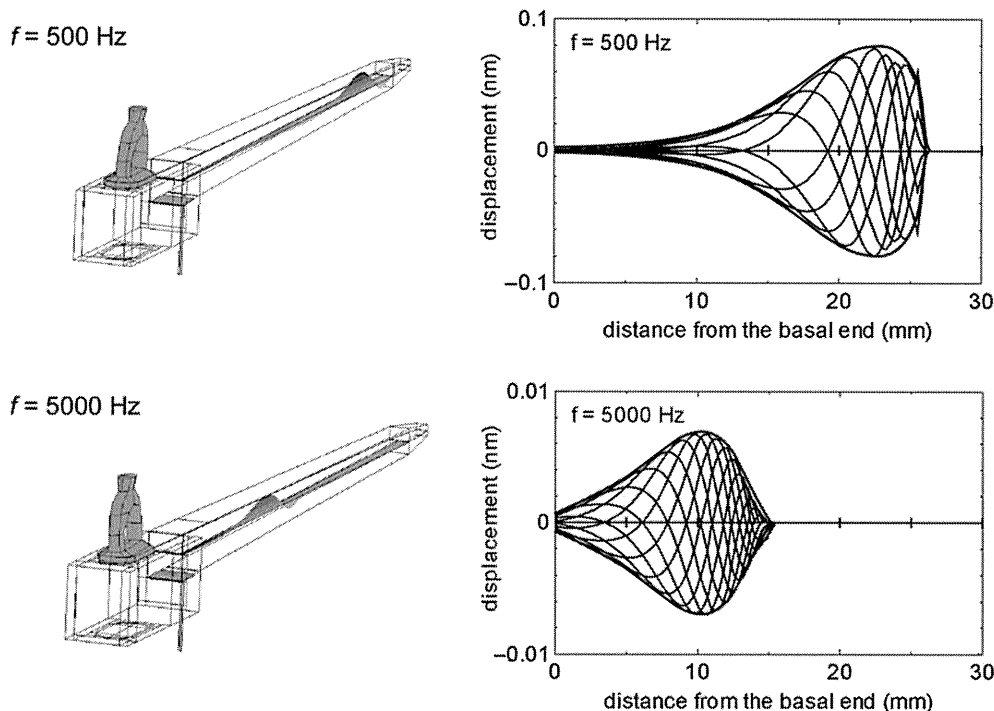 f = 500 Hz
0.1
f = 500 Hz
displacement (nm)
0
–0.1
0 10 20 30
distance from the basal end (mm)
f = 5000 Hz
0.01
f = 5000 Hz
displacement (nm)
0
–0.01
0 10 20 30
distance from the basal end (mm)